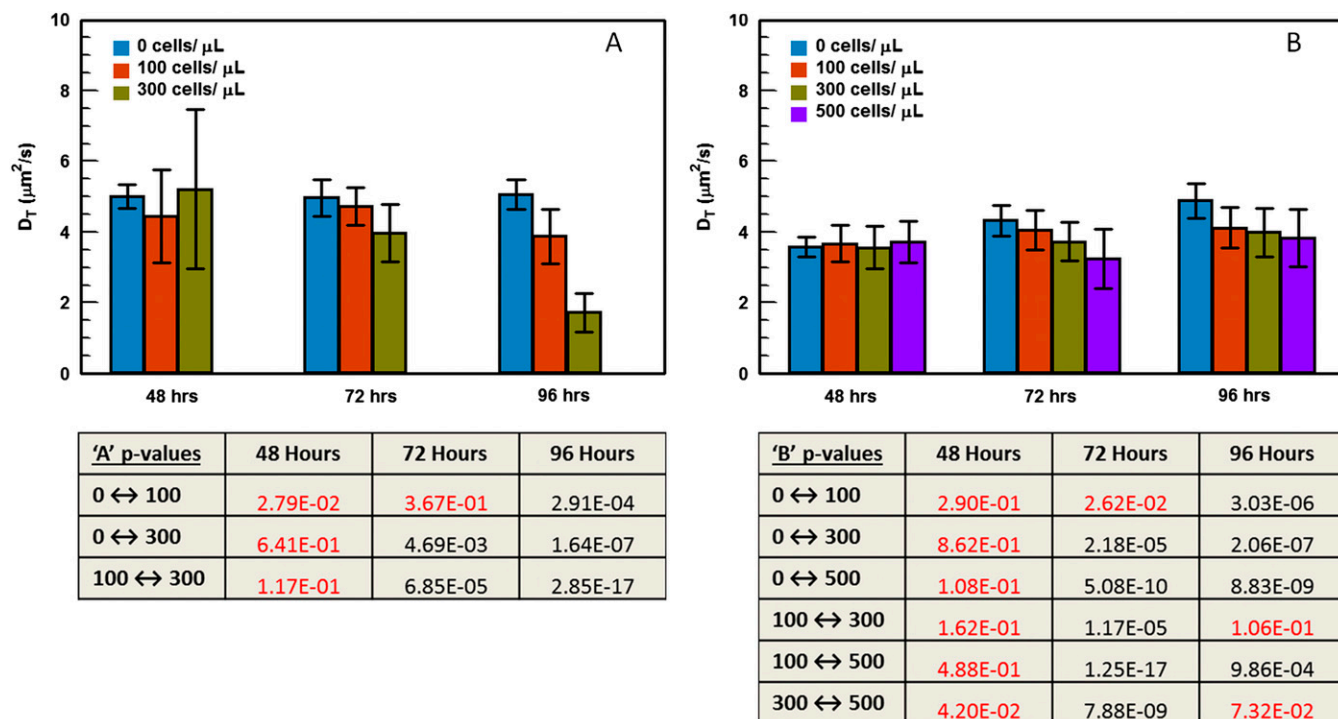 A
0 cells/ μL
100 cells/ μL
300 cells/ μL
D_T (μm²/s)
10
8
6
4
2
0
48 hrs
72 hrs
96 hrs
'A' p-values 48 Hours 72 Hours 96 Hours
0 ↔ 100 2.79E-02 3.67E-01 2.91E-04
0 ↔ 300 6.41E-01 4.69E-03 1.64E-07
100 ↔ 300 1.17E-01 6.85E-05 2.85E-17
B
0 cells/ μL
100 cells/ μL
300 cells/ μL
500 cells/ μL
D_T (μm²/s)
10
8
6
4
2
0
48 hrs
72 hrs
96 hrs
'B' p-values 48 Hours 72 Hours 96 Hours
0 ↔ 100 2.90E-01 2.62E-02 3.03E-06
0 ↔ 300 8.62E-01 2.18E-05 2.06E-07
0 ↔ 500 1.08E-01 5.08E-10 8.83E-09
100 ↔ 300 1.62E-01 1.17E-05 1.06E-01
100 ↔ 500 4.88E-01 1.25E-17 9.86E-04
300 ↔ 500 4.20E-02 7.88E-09 7.32E-02